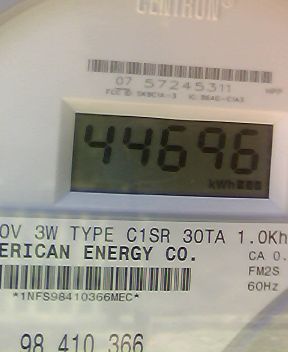 CENTRON®
07 57245311
44696
kWh
0V 3W TYPE C1SR 30TA 1.0Kh
ERICAN ENERGY CO.
CA 0.
FM2S
60Hz
*1NFS98410366MEC*
98 410 366